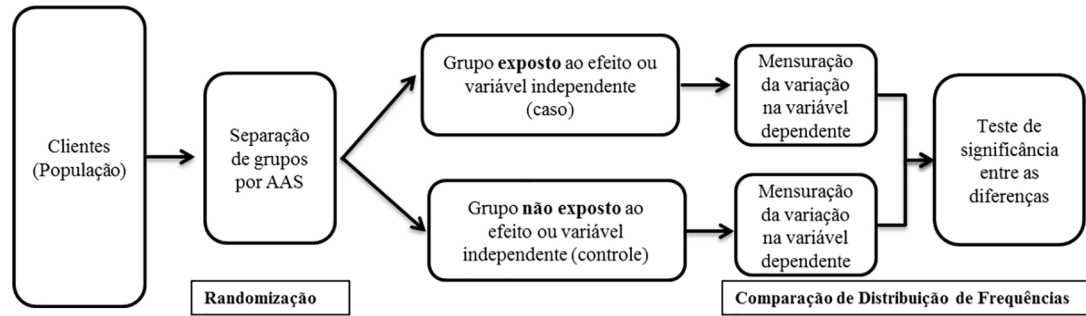 Clientes
(População)
Separação
de grupos
por AAS
Grupo exposto ao efeito ou
variável independente
(caso)
Grupo não exposto ao
efeito ou variável
independente (controle)
Mensuração
da variação
na variável
dependente
Mensuração
da variação
na variável
dependente
Teste de
significância
entre as
diferenças
Randomização
Comparação de Distribuição de Frequências